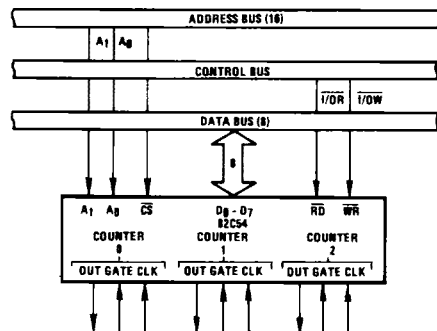 ADDRESS BUS (16)
A1 A0
CONTROL BUS
I/OR I/OW
DATA BUS (8)
8
A1 A0 CS D0 - D7 RD WR
82C54
COUNTER COUNTER COUNTER
0 1 2
OUT GATE CLK OUT GATE CLK OUT GATE CLK